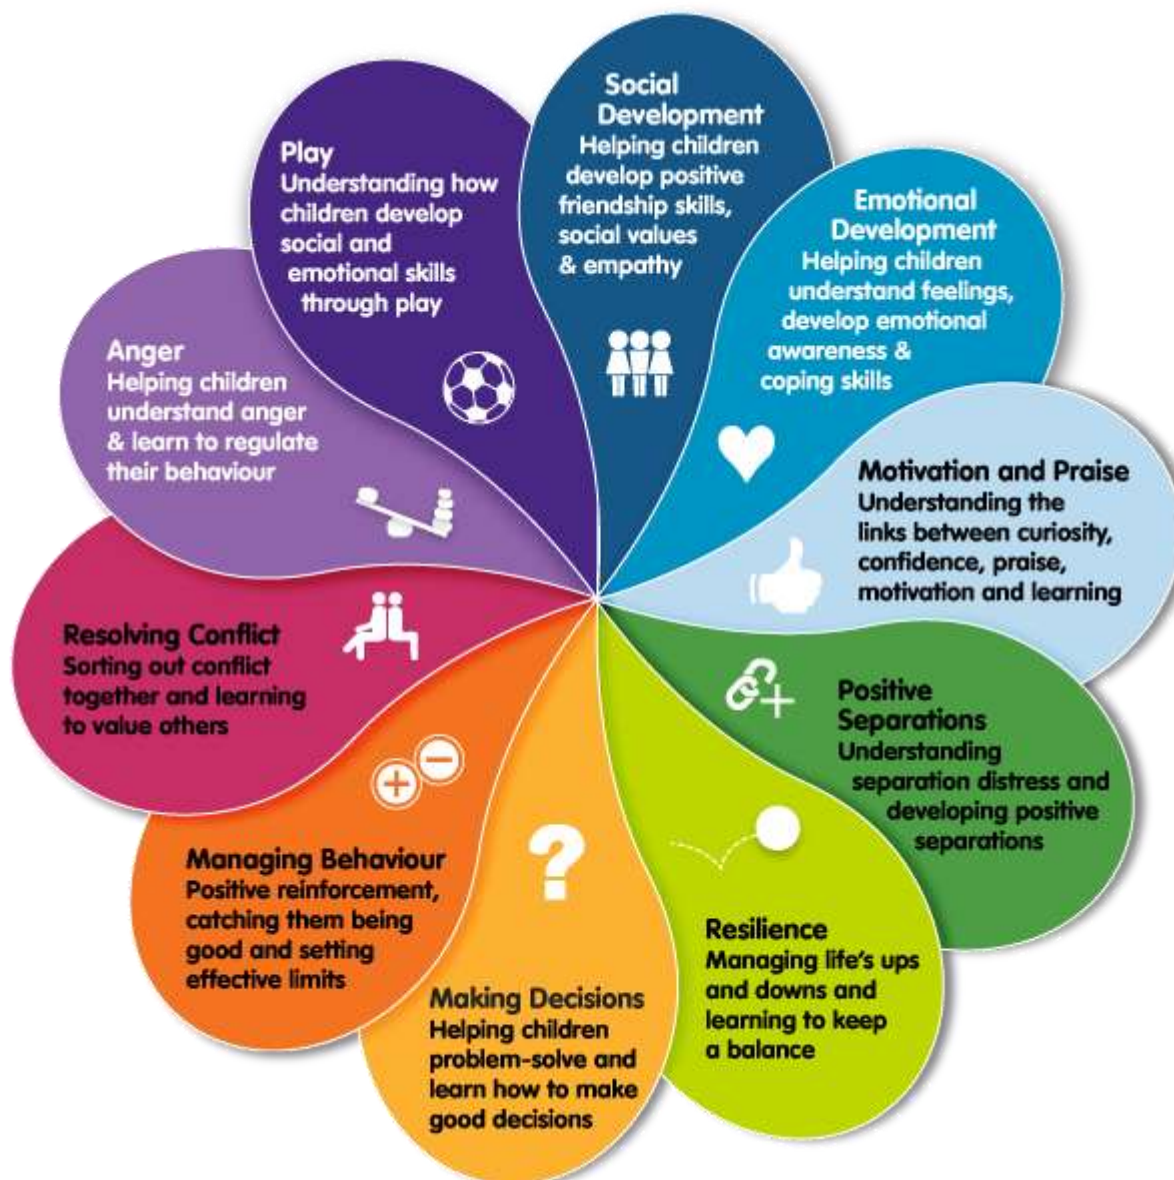 Social
Development
Helping children
develop positive
friendship skills,
social values
& empathy
Emotional
Development
Helping children
understand feelings,
develop emotional
awareness &
coping skills
Motivation and Praise
Understanding the
links between curiosity,
confidence, praise,
motivation and learning
Positive
Separations
Understanding
separation distress and
developing positive
separations
Resilience
Managing life's ups
and downs and
learning to keep
a balance
Making Decisions
Helping children
problem-solve and
learn how to make
good decisions
Managing Behaviour
Positive reinforcement,
catching them being
good and setting
effective limits
Resolving Conflict
Sorting out conflict
together and learning
to value others
Anger
Helping children
understand anger
& learn to regulate
their behaviour
Play
Understanding how
children develop
social and
emotional skills
through play